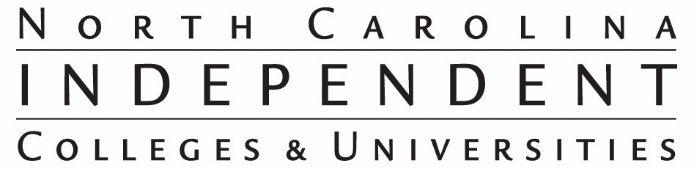 NORTH CAROLINA
INDEPENDENT
COLLEGES & UNIVERSITIES